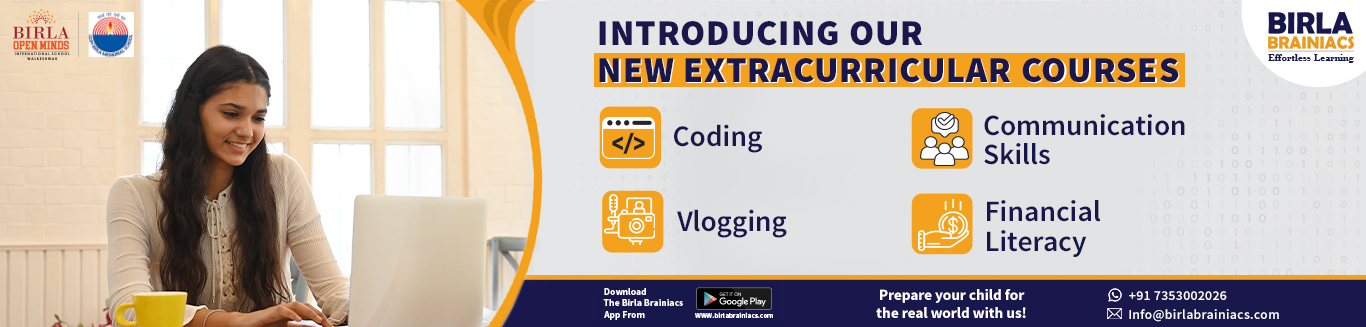 BIRLA
OPEN MINDS
INTERNATIONAL SCHOOL
WALKESHWAR
INTRODUCING OUR
NEW EXTRACURRICULAR COURSES
BIRLA
BRAINIACS
Effortless Learning
</>
Coding
Communication
Skills
Vlogging
$
Financial
Literacy
Download
The Birla Brainiacs
App From
GET IT ON
Google Play
www.birlabrainiacs.com
Prepare your child for
the real world with us!
+91 7353002026
Info@birlabrainiacs.com